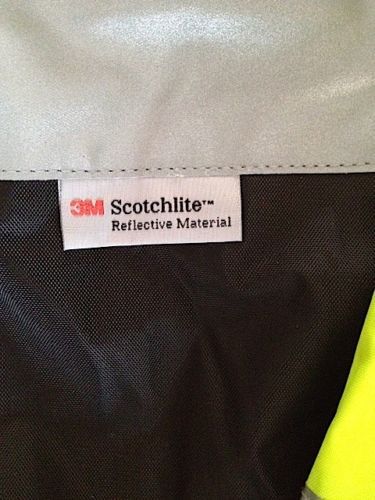 3M Scotchlite™
Reflective Material